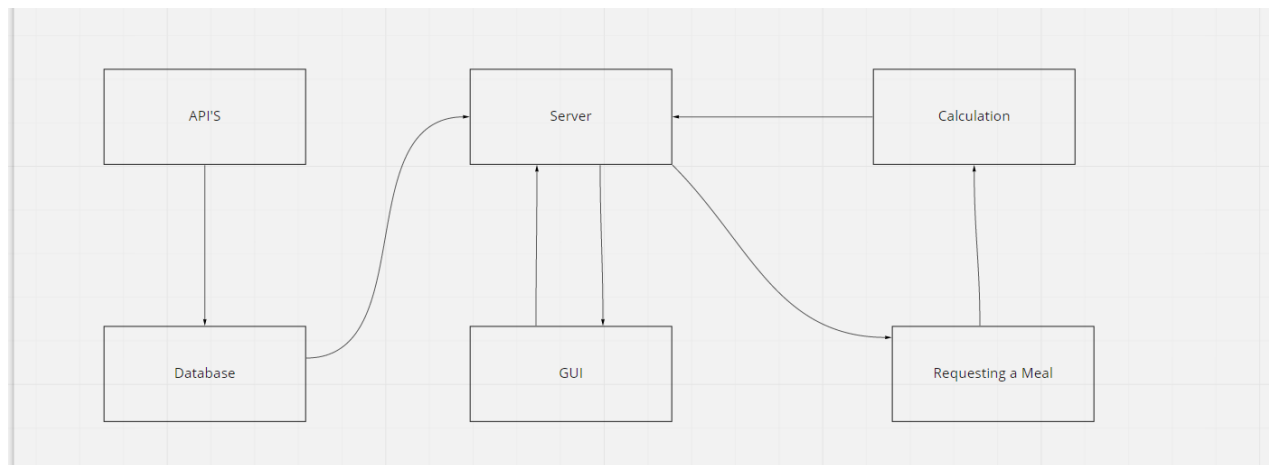 API'S
Server
Calculation
Database
GUI
Requesting a Meal